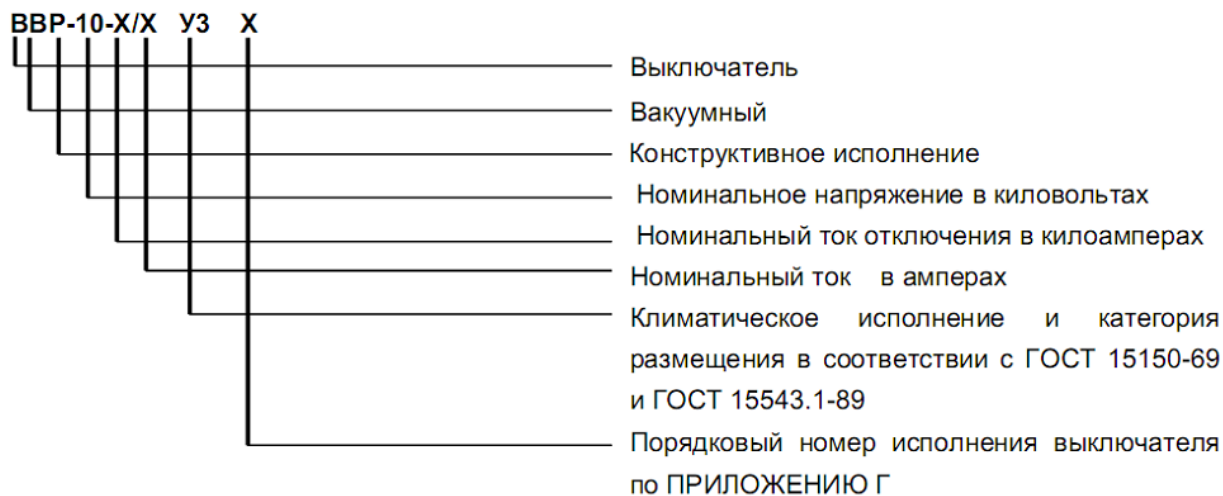 ВВР-10-Х/Х У3 Х
Выключатель
Вакуумный
Конструктивное исполнение
Номинальное напряжение в киловольтах
Номинальный ток отключения в килоамперах
Номинальный ток в амперах
Климатическое исполнение и категория
размещения в соответствии с ГОСТ 15150-69
и ГОСТ 15543.1-89
Порядковый номер исполнения выключателя
по ПРИЛОЖЕНИЮ Г